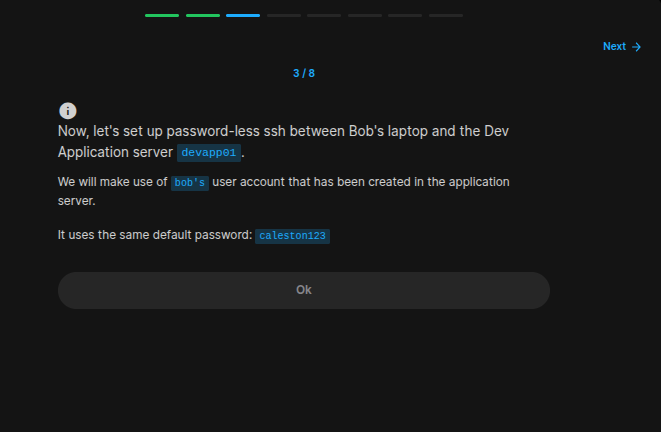 Next →
3 / 8
Now, let's set up password-less ssh between Bob's laptop and the Dev
Application server devapp01.
We will make use of bob's user account that has been created in the application
server.
It uses the same default password: caleston123
Ok